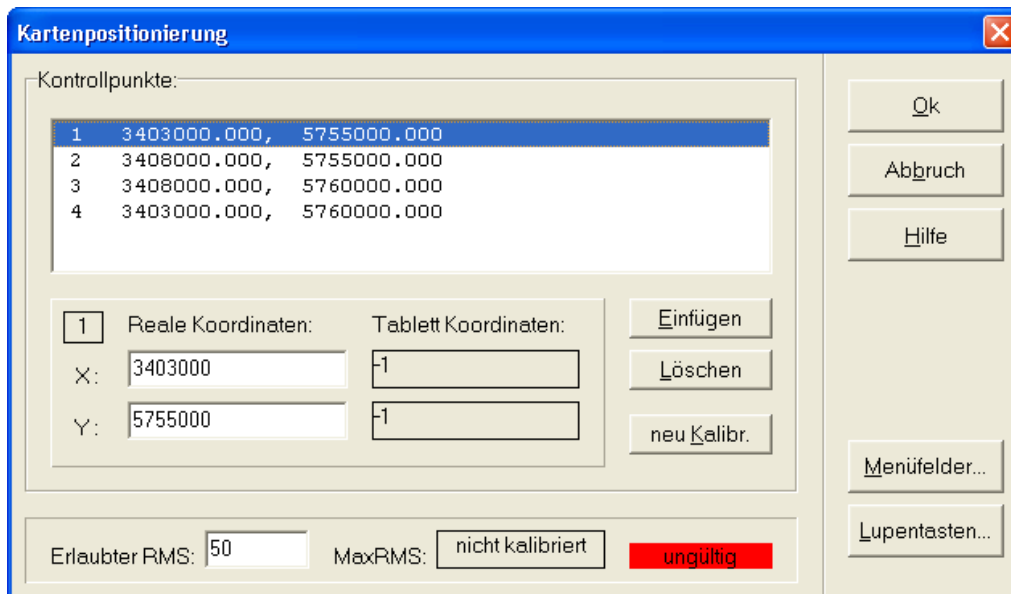 Kartenpositionierung
Kontrollpunkte:
1 3403000.000, 5755000.000
2 3408000.000, 5755000.000
3 3408000.000, 5760000.000
4 3403000.000, 5760000.000
1 Reale Koordinaten: Tablett Koordinaten:
X: 3403000 -1
Y: 5755000 -1
Einfügen
Löschen
neu Kalibr.
Erlaubter RMS: 50 MaxRMS: nicht kalibriert ungültig
Ok
Abbruch
Hilfe
Menüfelder...
Lupentasten...